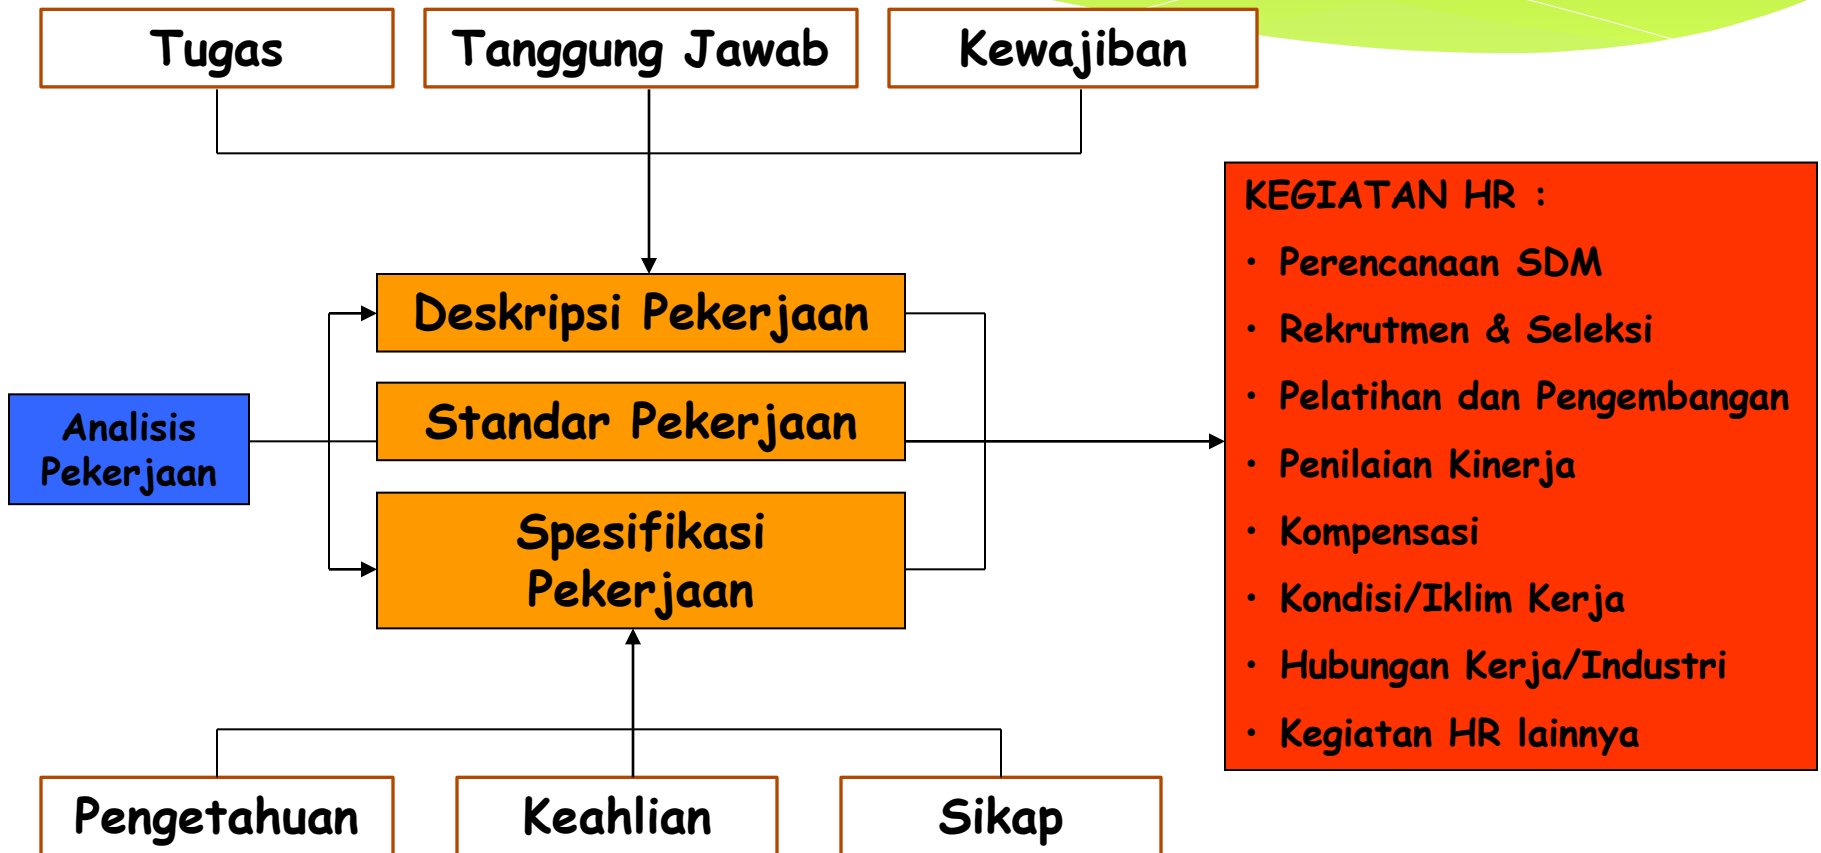 Tugas
Tanggung Jawab
Kewajiban
Deskripsi Pekerjaan
Standar Pekerjaan
Analisis
Pekerjaan
Spesifikasi
Pekerjaan
Pengetahuan
Keahlian
Sikap
KEGIATAN HR :
• Perencanaan SDM
• Rekrutmen & Seleksi
• Pelatihan dan Pengembangan
• Penilaian Kinerja
• Kompensasi
• Kondisi/Iklim Kerja
• Hubungan Kerja/Industri
• Kegiatan HR lainnya